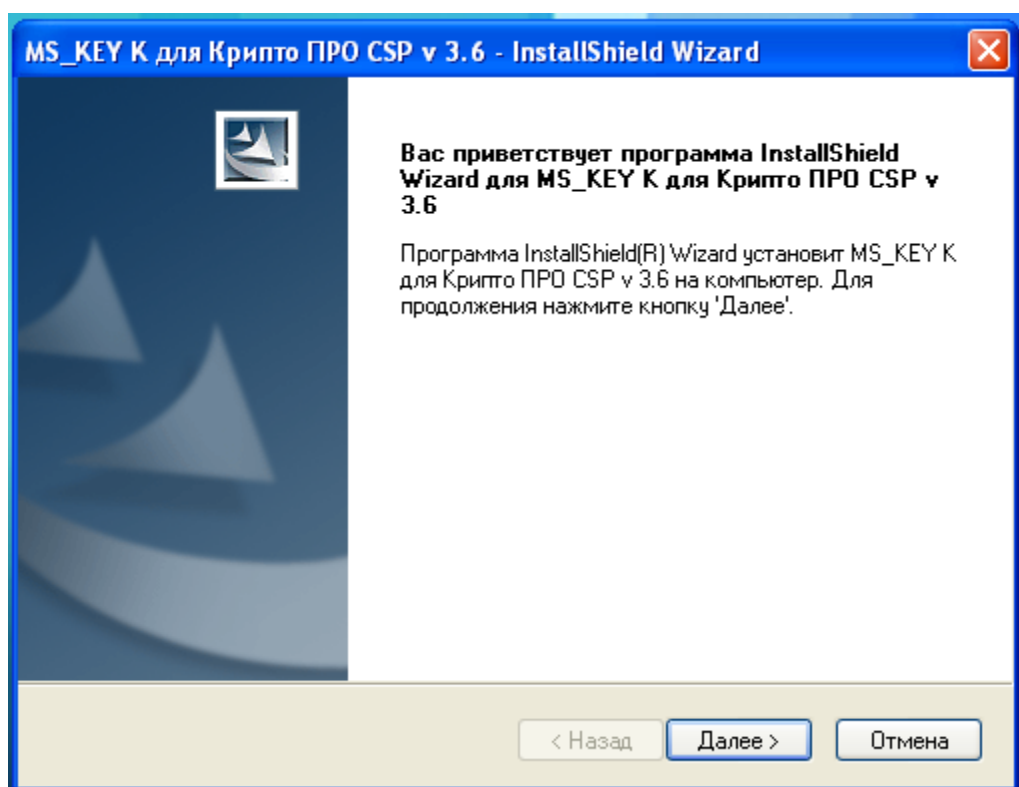 MS_KEY K для Крипто ПРО CSP v 3.6 - InstallShield Wizard
Вас приветствует программа InstallShield
Wizard для MS_KEY K для Крипто ПРО CSP v
3.6
Программа InstallShield(R) Wizard установит MS_KEY K
для Крипто ПРО CSP v 3.6 на компьютер. Для
продолжения нажмите кнопку 'Далее'.
< Назад
Далее >
Отмена